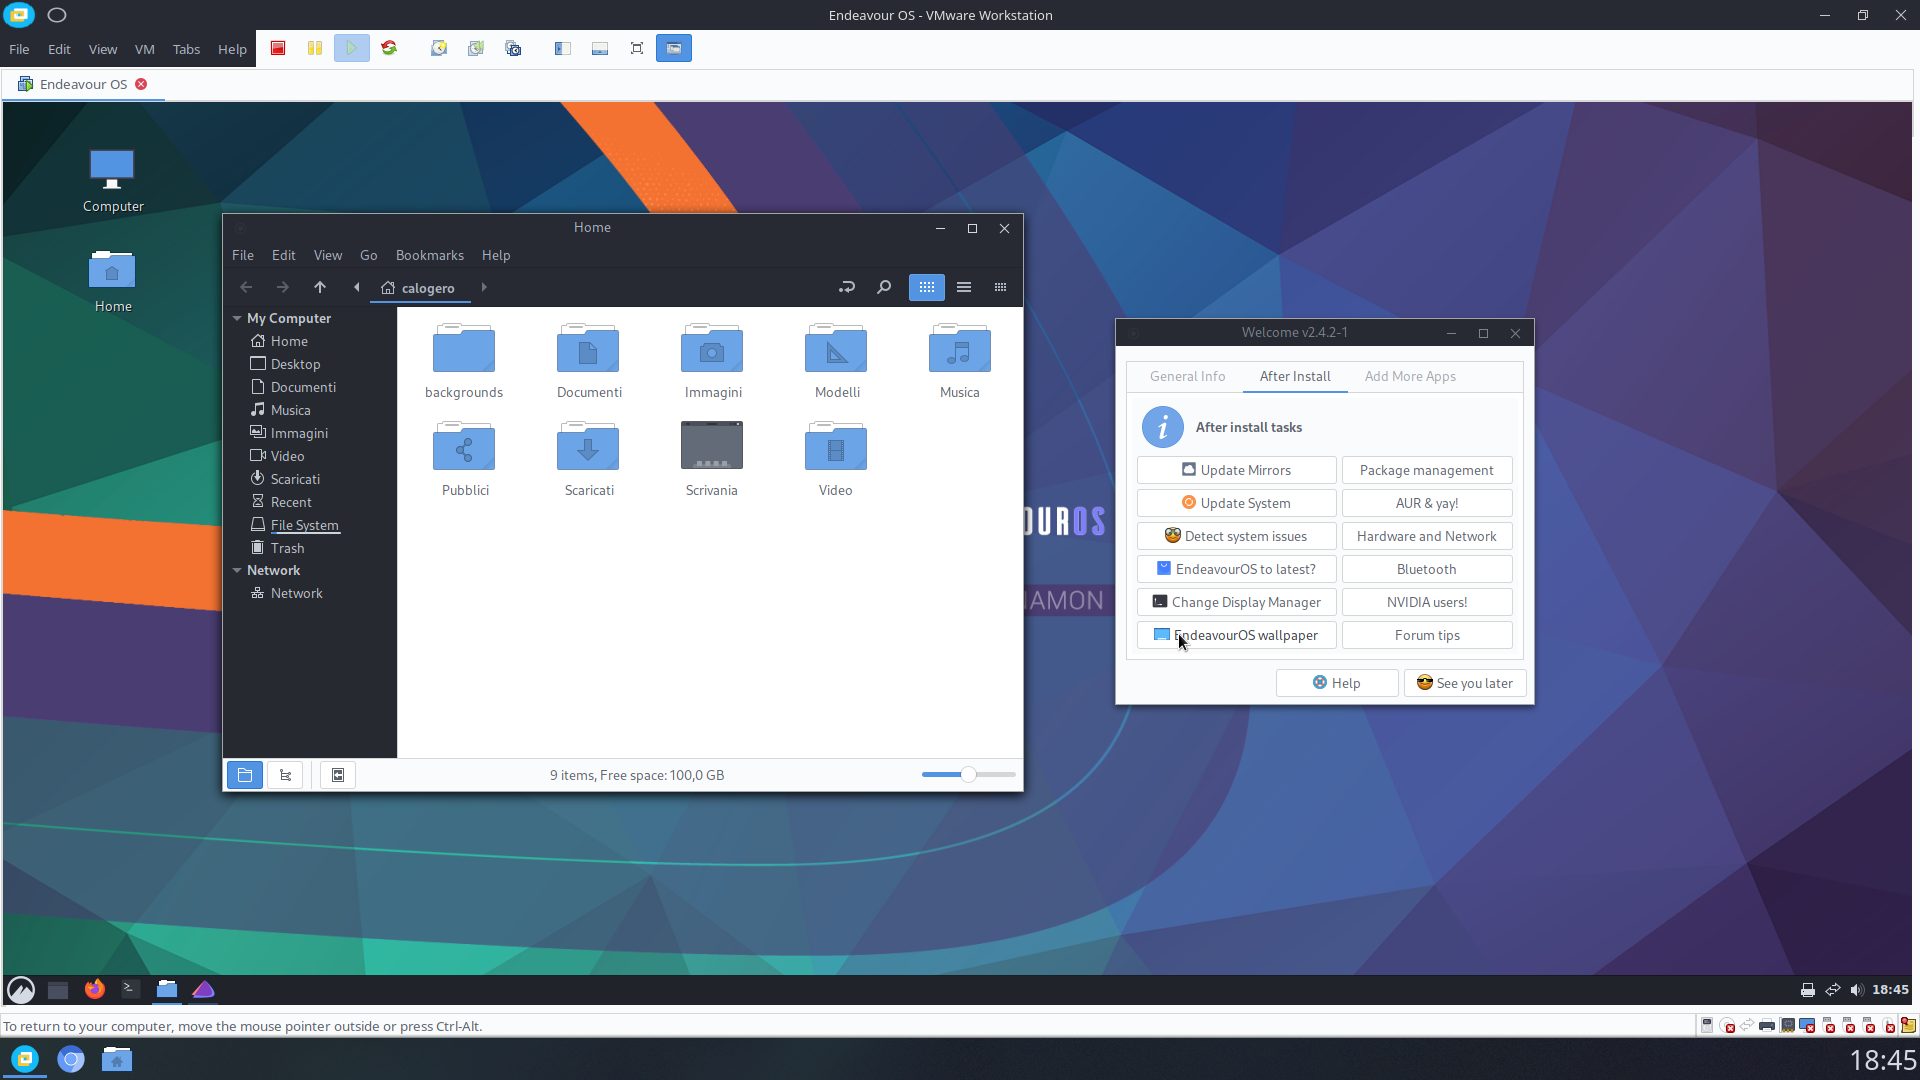 Endeavour OS - VMware Workstation
File Edit View VM Tabs Help
Endeavour OS
Computer
Home
Home
File Edit View Go Bookmarks Help
calogero
My Computer
Home
Desktop
Documenti
Musica
Immagini
Video
Scaricati
Recent
File System
Trash
Network
Network
backgrounds Documenti Immagini Modelli Musica
Pubblici Scaricati Scrivania Video
9 items, Free space: 100,0 GB
OUROS
NAMON
Welcome v2.4.2-1
General Info After Install Add More Apps
After install tasks
Update Mirrors Package management
Update System AUR & yay!
Detect system issues Hardware and Network
EndeavourOS to latest? Bluetooth
Change Display Manager NVIDIA users!
EndeavourOS wallpaper Forum tips
Help See you later
18:45
To return to your computer, move the mouse pointer outside or press Ctrl-Alt.
18:45